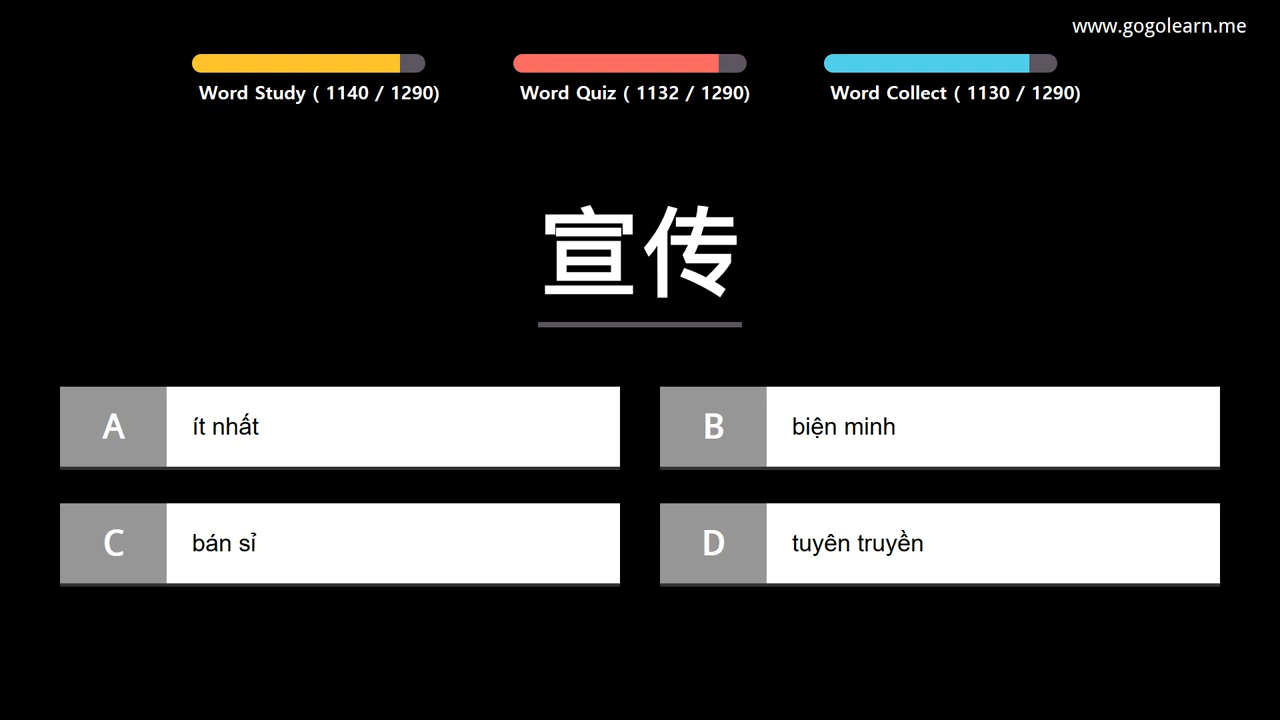 www.gogolearn.me
Word Study ( 1140 / 1290)
Word Quiz ( 1132 / 1290)
Word Collect ( 1130 / 1290)
宣传
A
ít nhất
B
biện minh
C
bán sỉ
D
tuyên truyền